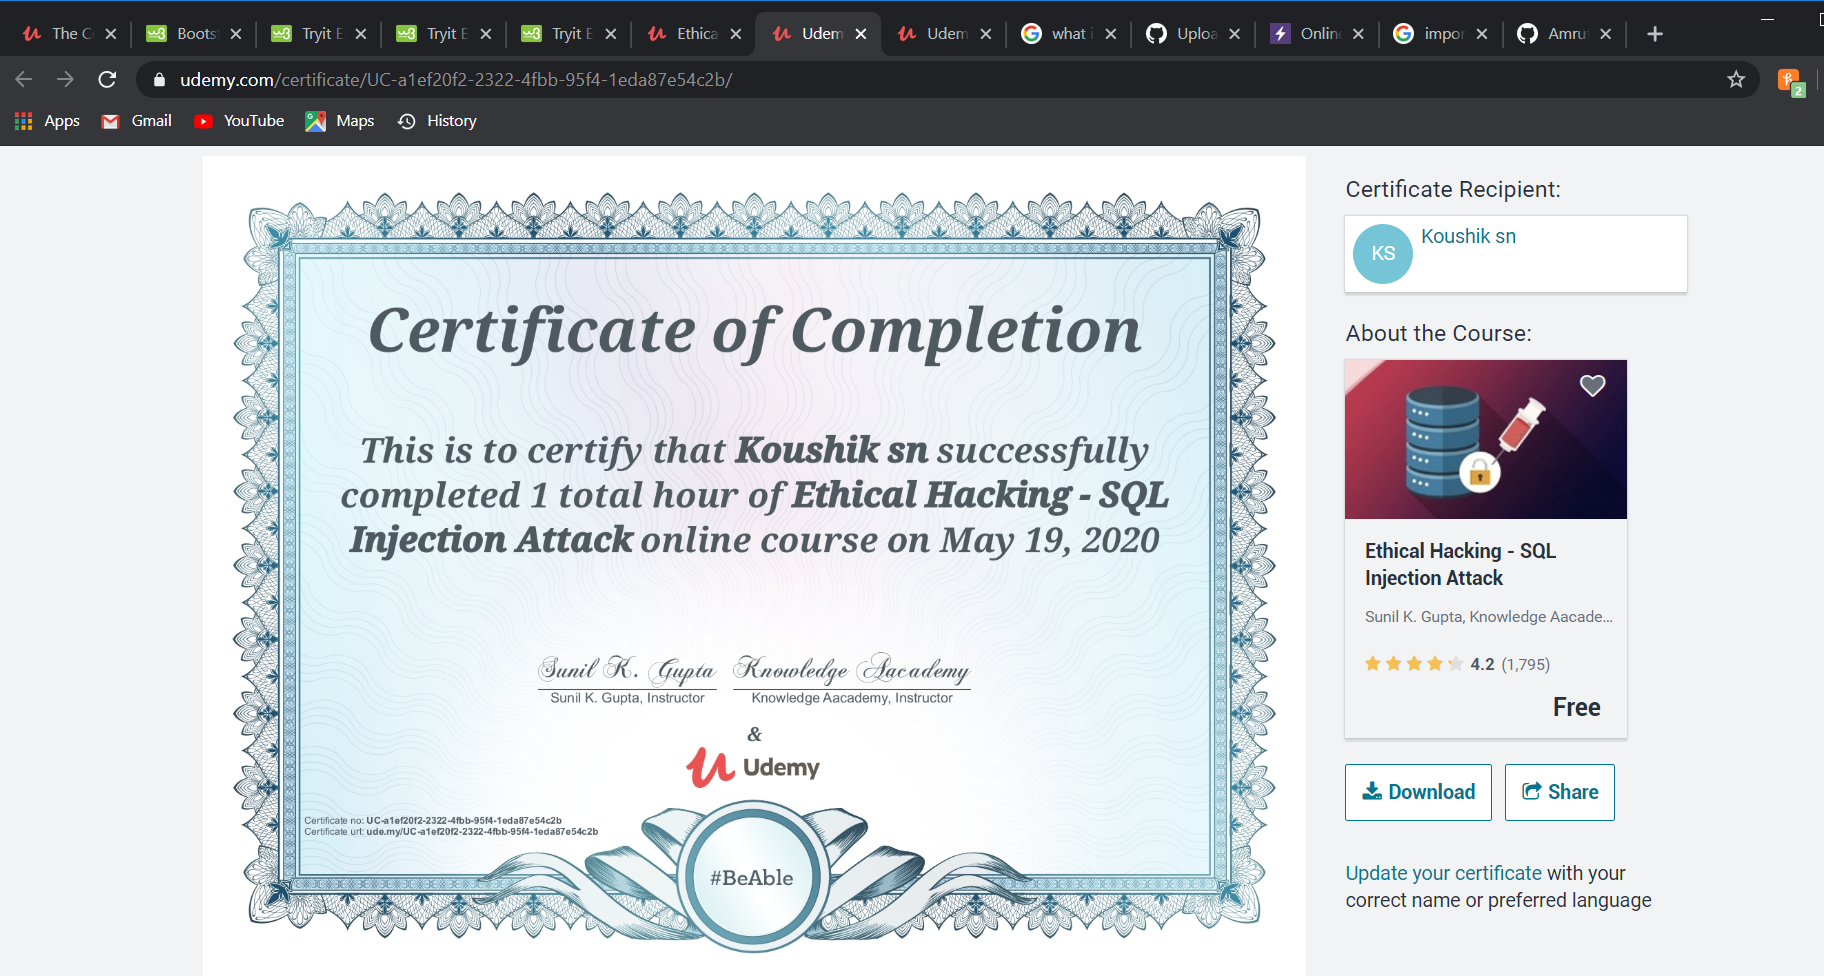 The C
Boots
Tryit E
Tryit E
Tryit E
Ethica
Udem
Udem
what i
Uploa
Onlin
impor
Amru
udemy.com/certificate/UC-a1ef20f2-2322-4fbb-95f4-1eda87e54c2b/
2
Apps
Gmail
YouTube
Maps
History
Certificate of Completion
This is to certify that Koushik sn successfully
completed 1 total hour of Ethical Hacking - SQL
Injection Attack online course on May 19, 2020
Sunil K. Gupta Knowledge Aacademy
Sunil K. Gupta, Instructor Knowledge Aacademy, Instructor
&
Udemy
Certificate no: UC-a1ef20f2-2322-4fbb-95f4-1eda87e54c2b
Certificate url: ude.my/UC-a1ef20f2-2322-4fbb-95f4-1eda87e54c2b
#BeAble
Certificate Recipient:
KS
Koushik sn
About the Course:
Ethical Hacking - SQL
Injection Attack
Sunil K. Gupta, Knowledge Aacade...
4.2 (1,795)
Free
Download
Share
Update your certificate with your
correct name or preferred language